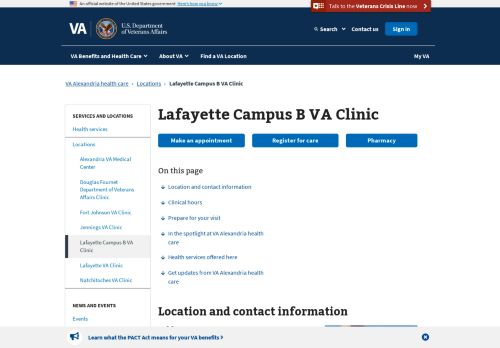 An official website of the United States government Here's how you know
Talk to the Veterans Crisis Line now
VA
U.S. Department
of Veterans Affairs
Search
Contact us
Sign in
VA Benefits and Health Care
About VA
Find a VA Location
My VA
VA Alexandria health care › Locations › Lafayette Campus B VA Clinic
SERVICES AND LOCATIONS
Health services
Locations
Alexandria VA Medical
Center
Douglas Fournet
Department of Veterans
Affairs Clinic
Fort Johnson VA Clinic
Jennings VA Clinic
Lafayette Campus B VA
Clinic
Lafayette VA Clinic
Natchitoches VA Clinic
NEWS AND EVENTS
Events
Lafayette Campus B VA Clinic
Make an appointment
Register for care
Pharmacy
On this page
Location and contact information
Clinical hours
Prepare for your visit
In the spotlight at VA Alexandria health
care
Health services offered here
Get updates from VA Alexandria health
care
Location and contact information
Learn what the PACT Act means for your VA benefits